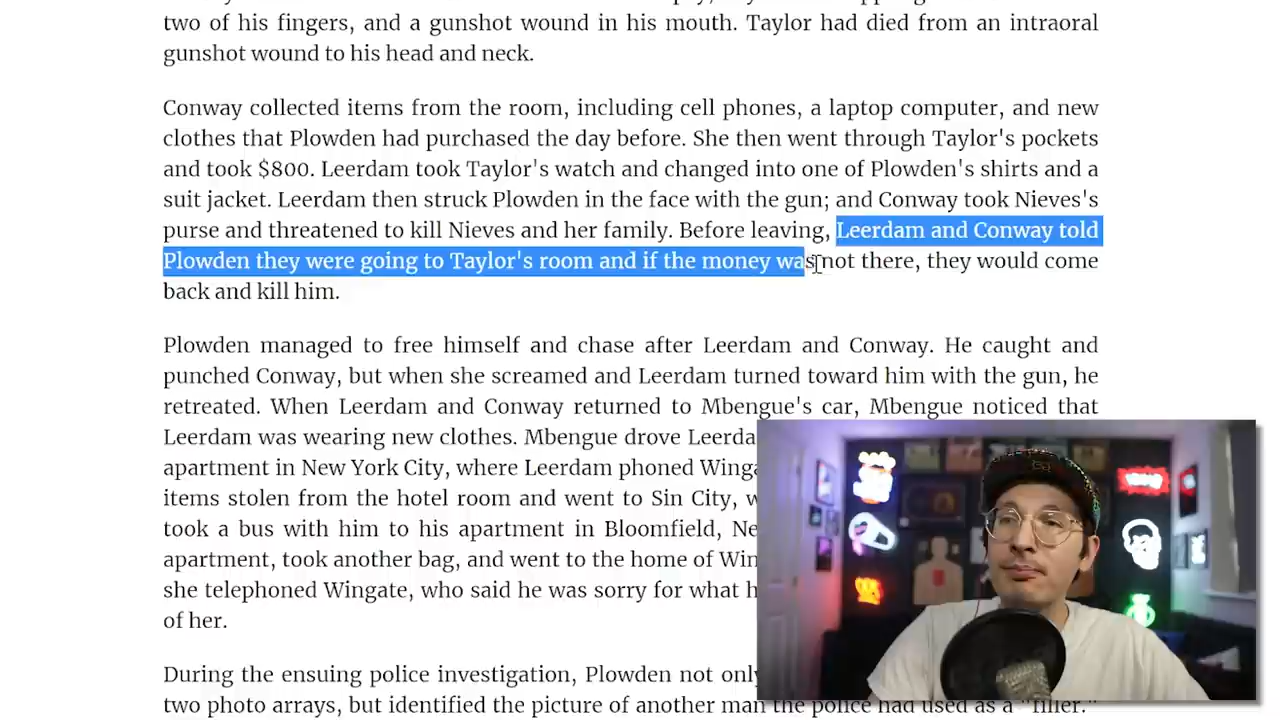 two of his fingers, and a gunshot wound in his mouth. Taylor had died from an intraoral
gunshot wound to his head and neck.
Conway collected items from the room, including cell phones, a laptop computer, and new
clothes that Plowden had purchased the day before. She then went through Taylor's pockets
and took $800. Leerdam took Taylor's watch and changed into one of Plowden's shirts and a
suit jacket. Leerdam then struck Plowden in the face with the gun; and Conway took Nieves's
purse and threatened to kill Nieves and her family. Before leaving, Leerdam and Conway told
Plowden they were going to Taylor's room and if the money was not there, they would come
back and kill him.
Plowden managed to free himself and chase after Leerdam and Conway. He caught and
punched Conway, but when she screamed and Leerdam turned toward him with the gun, he
retreated. When Leerdam and Conway returned to Mbengue's car, Mbengue noticed that
Leerdam was wearing new clothes. Mbengue drove Leerda
apartment in New York City, where Leerdam phoned Winga
items stolen from the hotel room and went to Sin City, w
took a bus with him to his apartment in Bloomfield, Ne
apartment, took another bag, and went to the home of Win
she telephoned Wingate, who said he was sorry for what h
of her.
During the ensuing police investigation, Plowden not only
two photo arrays, but identified the picture of another man the police had used as a "filler."